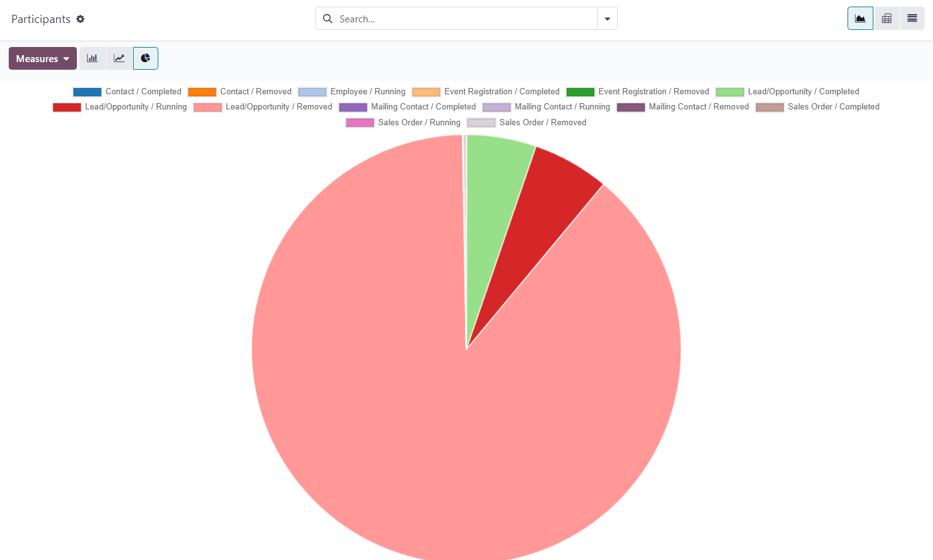 Participants
Search...
Measures
Contact / Completed Contact / Removed Employee / Running Event Registration / Completed Event Registration / Removed Lead/Opportunity / Completed
Lead/Opportunity / Running Lead/Opportunity / Removed Mailing Contact / Completed Mailing Contact / Running Mailing Contact / Removed Sales Order / Completed
Sales Order / Running Sales Order / Removed